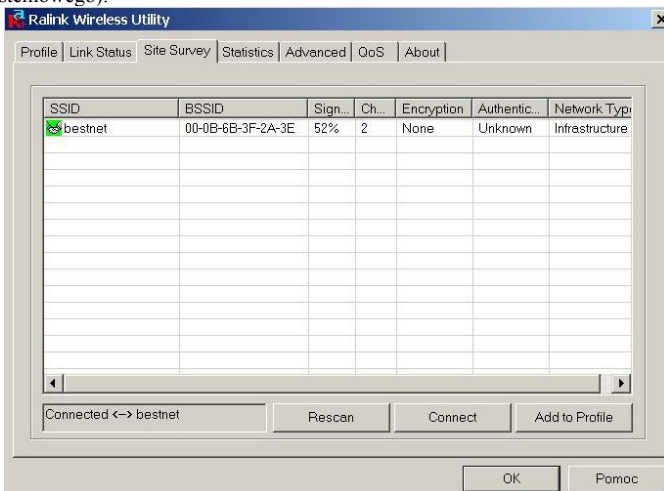 stemowego).
Ralink Wireless Utility
Profile Link Status Site Survey Statistics Advanced QoS About
SSID BSSID Sign... Ch... Encryption Authentic... Network Typ
bestnet 00-0B-6B-3F-2A-3E 52% 2 None Unknown Infrastructure
Connected <--> bestnet Rescan Connect Add to Profile
OK Pomoc